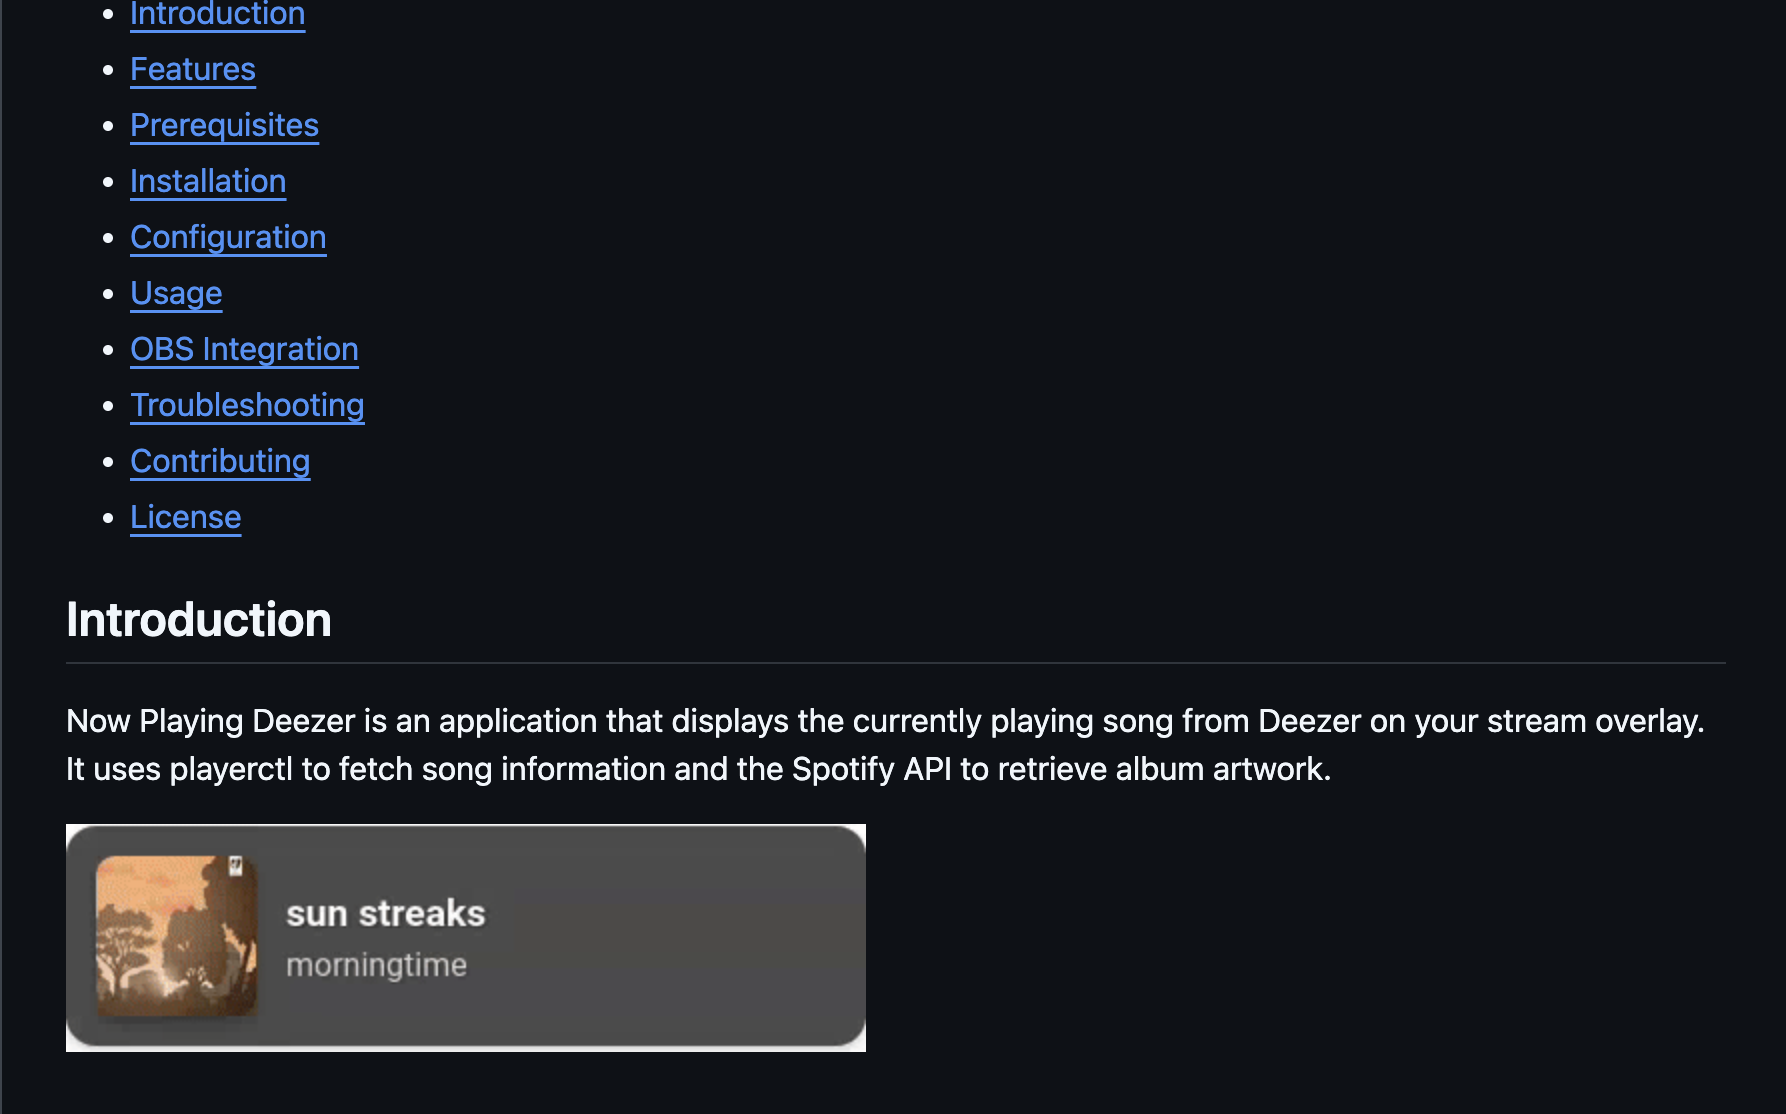 Introduction
Features
Prerequisites
Installation
Configuration
Usage
OBS Integration
Troubleshooting
Contributing
License
Introduction
Now Playing Deezer is an application that displays the currently playing song from Deezer on your stream overlay.
It uses playerctl to fetch song information and the Spotify API to retrieve album artwork.
sun streaks
morningtime